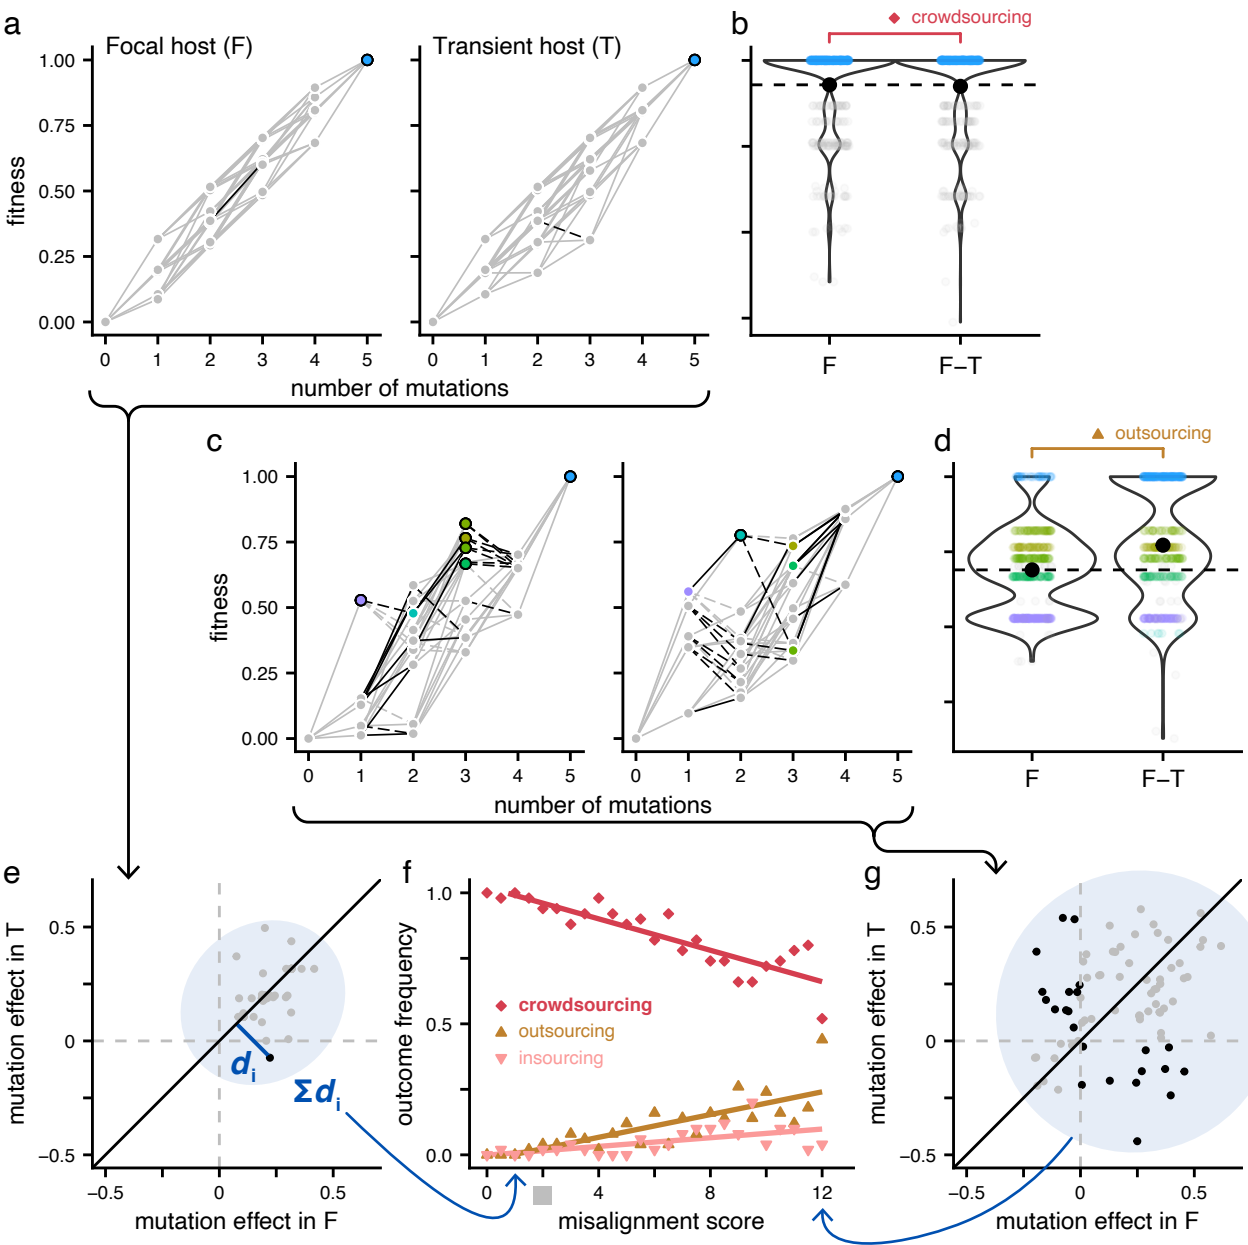 a
Focal host (F)
Transient host (T)
1.00
0.75
0.50
0.25
0.00
fitness
0 1 2 3 4 5
0 1 2 3 4 5
number of mutations
b
crowdsourcing
F
F–T
c
1.00
0.75
0.50
0.25
0.00
fitness
0 1 2 3 4 5
0 1 2 3 4 5
number of mutations
d
outsourcing
F
F–T
e
mutation effect in T
0.5
0
−0.5
di
Σdi
−0.5 0 0.5
mutation effect in F
f
outcome frequency
1.0
0.5
0.0
crowdsourcing
outsourcing
insourcing
0 4 8 12
misalignment score
g
mutation effect in T
0.5
0
−0.5
−0.5 0 0.5
mutation effect in F